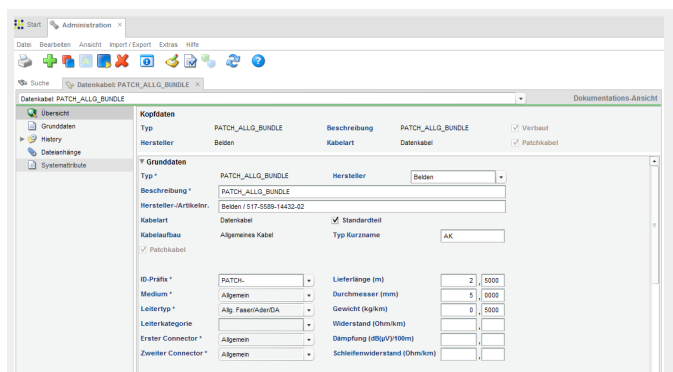 Start Administration ×
Datei Bearbeiten Ansicht Import / Export Extras Hilfe
Suche Datenkabel: PATCH_ALLG_BUNDLE ×
Datenkabel: PATCH_ALLG_BUNDLE Dokumentations-Ansicht
Übersicht
Grunddaten
History
Dateianhänge
Systemattribute
Kopfdaten
Typ PATCH_ALLG_BUNDLE Beschreibung PATCH_ALLG_BUNDLE Verbaut
Hersteller Belden Kabelart Datenkabel Patchkabel
Grunddaten
Typ * PATCH_ALLG_BUNDLE Hersteller Belden
Beschreibung * PATCH_ALLG_BUNDLE
Hersteller-/Artikelnr. Belden / 517-5589-14432-02
Kabelart Datenkabel Standardteil
Kabelaufbau Allgemeines Kabel Typ Kurzname AK
Patchkabel
ID-Präfix * PATCH- Lieferlänge (m) 2 , 5000
Medium * Allgemein Durchmesser (mm) 5 , 0000
Leitertyp * Allg. Faser/Ader/DA Gewicht (kg/km) 0 , 5000
Leiterkategorie Widerstand (Ohm/km) ,
Erster Connector * Allgemein Dämpfung (dB(µV)/100m) ,
Zweiter Connector * Allgemein Schleifenwiderstand (Ohm/km) ,